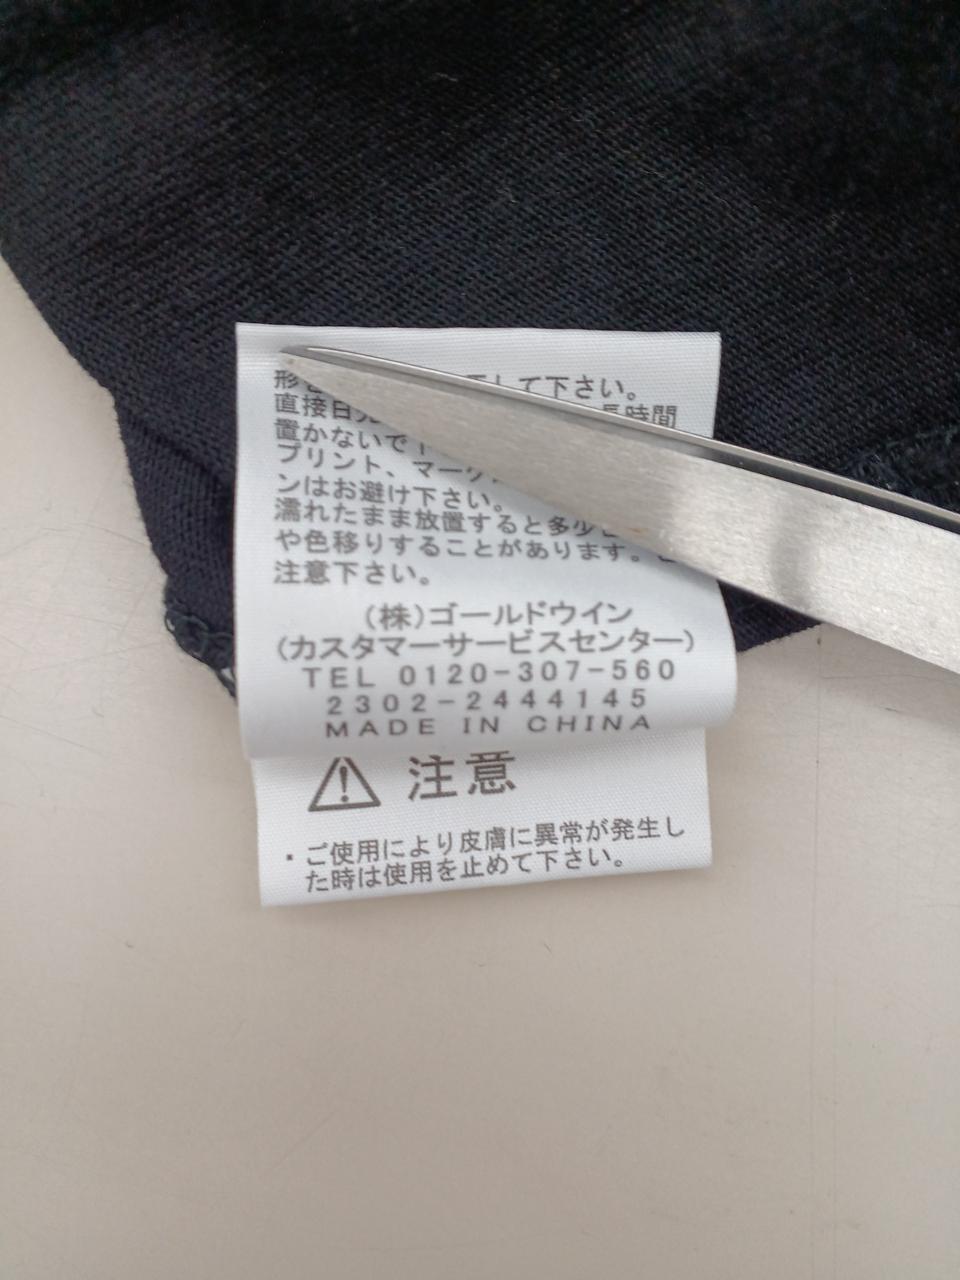 形
して下さい。
直接日光 長時間
置かないで下
プリント、マーク
ンはお避け下さい。
濡れたまま放置すると多少
や色移りすることがあります。ご
注意下さい。
(株)ゴールドウイン
(カスタマーサービスセンター)
TEL 0120-307-560
2302-2444145
MADE IN CHINA
注意
・ご使用により皮膚に異常が発生し
た時は使用を止めて下さい。